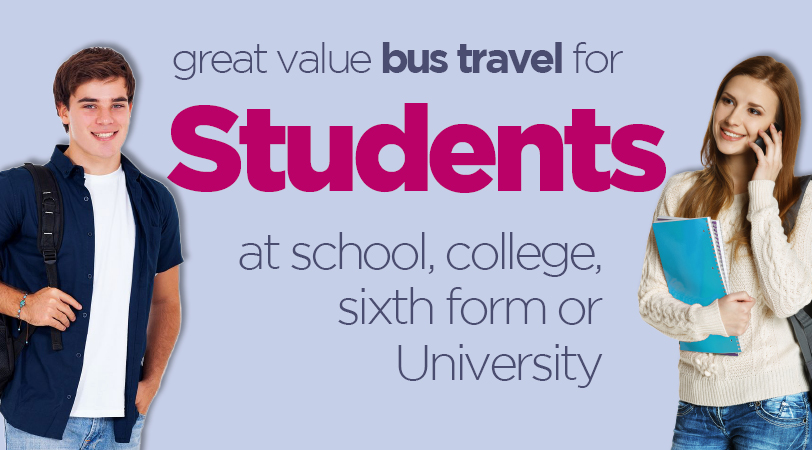 great value bus travel for
Students
at school, college,
sixth form or
University